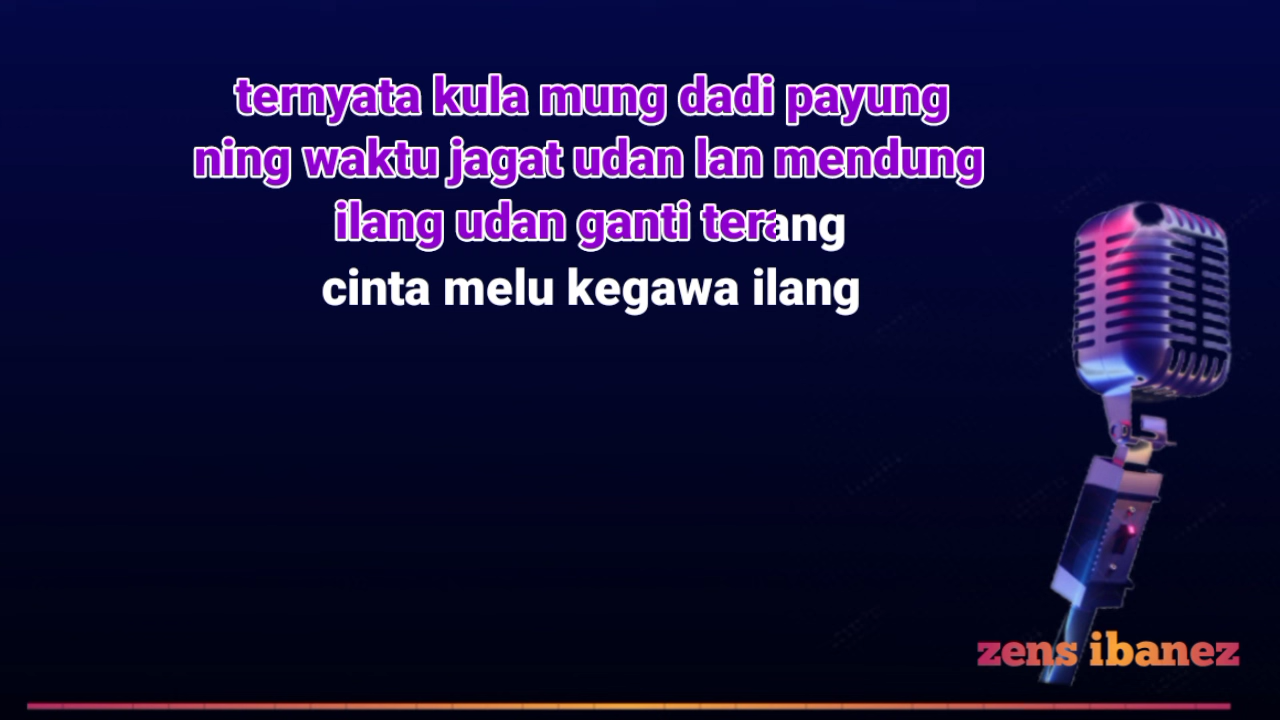 ternyata kula mung dadi payung
ning waktu jagat udan lan mendung
ilang udan ganti terang
cinta melu kegawa ilang
zens ibanez